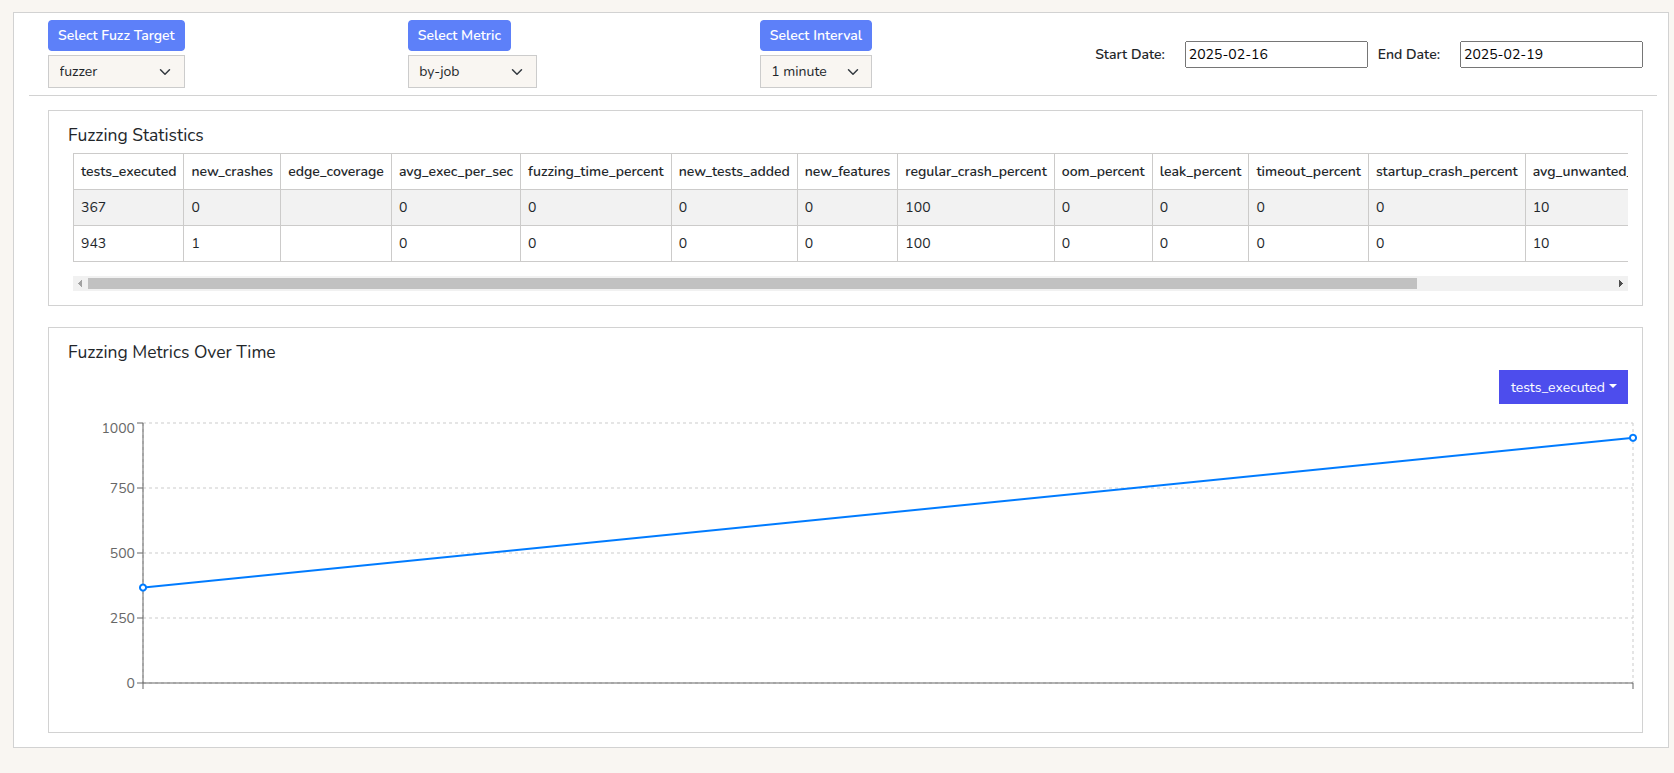 Select Fuzz Target Select Metric Select Interval
fuzzer by-job 1 minute Start Date: 2025-02-16 End Date: 2025-02-19
Fuzzing Statistics
tests_executed new_crashes edge_coverage avg_exec_per_sec fuzzing_time_percent new_tests_added new_features regular_crash_percent oom_percent leak_percent timeout_percent startup_crash_percent avg_unwanted_
367 0 0 0 0 0 100 0 0 0 0 10
943 1 0 0 0 0 100 0 0 0 0 10
Fuzzing Metrics Over Time
tests_executed
1000
750
500
250
0